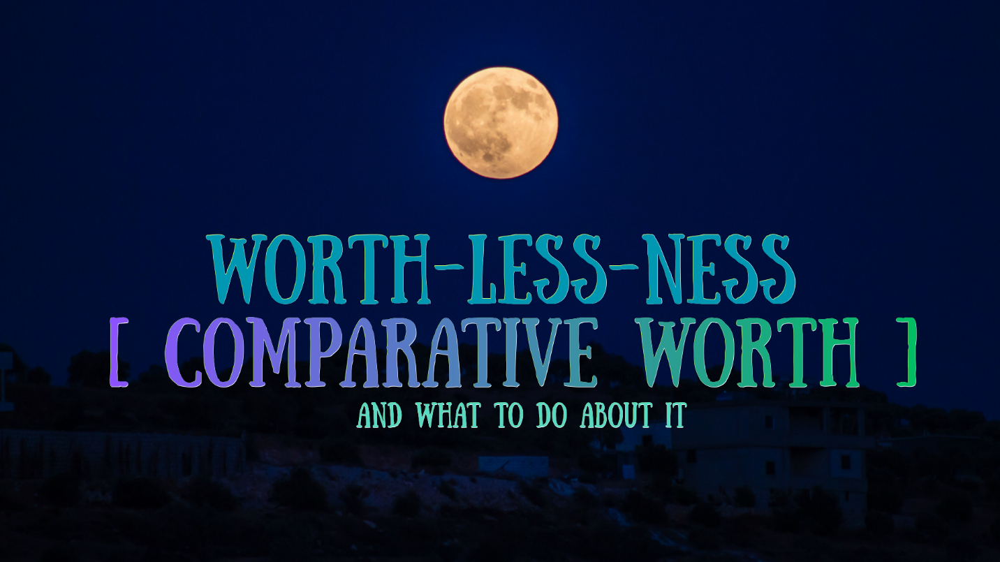 WORTH-LESS-NESS
[ COMPARATIVE WORTH ]
AND WHAT TO DO ABOUT IT